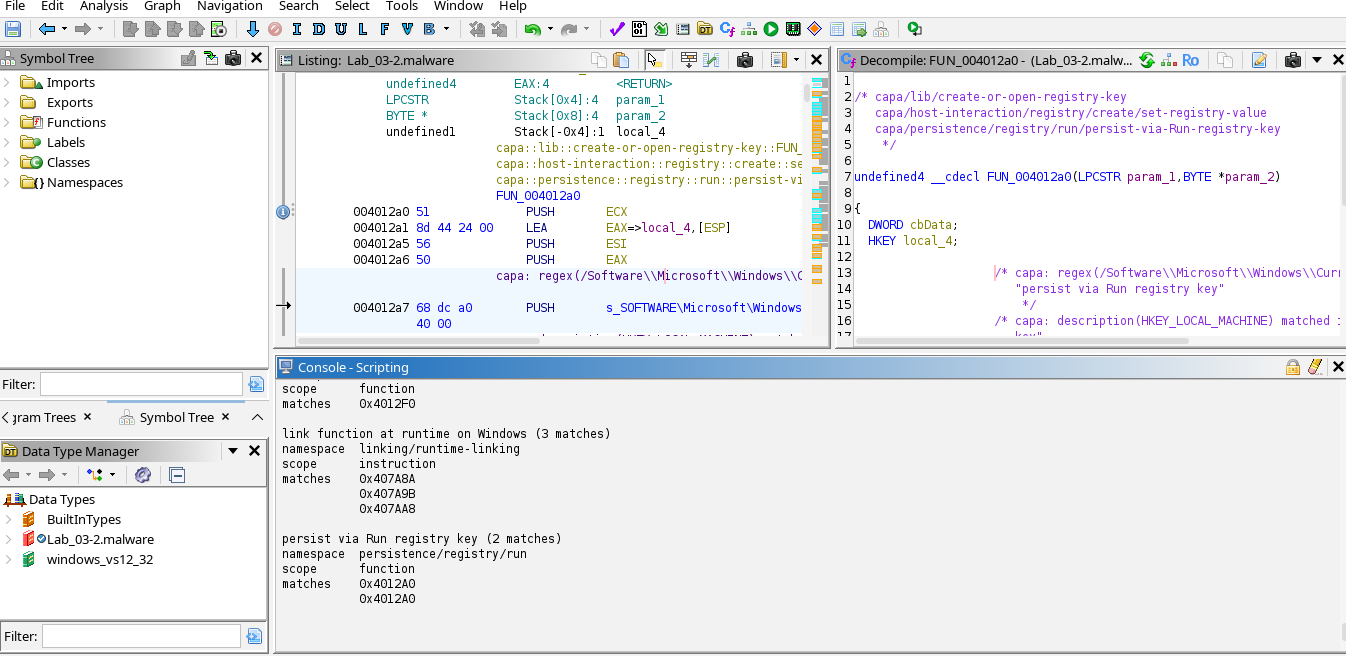 File Edit Analysis Graph Navigation Search Select Tools Window Help
I D U L F V B
Symbol Tree
Imports
Exports
Functions
Labels
Classes
Namespaces
Filter:
gram Trees
Symbol Tree
Data Type Manager
Data Types
BuiltInTypes
Lab_03-2.malware
windows_vs12_32
Filter:
Listing: Lab_03-2.malware
undefined4 EAX:4 <RETURN>
LPCSTR Stack[0x4]:4 param_1
BYTE * Stack[0x8]:4 param_2
undefined1 Stack[-0x4]:1 local_4
capa::lib::create-or-open-registry-key::FUN_
capa::host-interaction::registry::create::se
capa::persistence::registry::run::persist-vi
FUN_004012a0
004012a0 51 PUSH ECX
004012a1 8d 44 24 00 LEA EAX=>local_4,[ESP]
004012a5 56 PUSH ESI
004012a6 50 PUSH EAX
capa: regex(/Software\\Microsoft\\Windows\\C
004012a7 68 dc a0 PUSH s_SOFTWARE\Microsoft\Windows
40 00
Decompile: FUN_004012a0 - (Lab_03-2.malw...
Ro
1
2 /* capa/lib/create-or-open-registry-key
3 capa/host-interaction/registry/create/set-registry-value
4 capa/persistence/registry/run/persist-via-Run-registry-key
5 */
6
7 undefined4 __cdecl FUN_004012a0(LPCSTR param_1,BYTE *param_2)
8
9 {
10 DWORD cbData;
11 HKEY local_4;
12
13 /* capa: regex(/Software\\Microsoft\\Windows\\Cur
14 "persist via Run registry key"
15 */
16 /* capa: description(HKEY_LOCAL_MACHINE) matched i
17 key"
Console - Scripting
scope function
matches 0x4012F0
link function at runtime on Windows (3 matches)
namespace linking/runtime-linking
scope instruction
matches 0x407A8A
0x407A9B
0x407AA8
persist via Run registry key (2 matches)
namespace persistence/registry/run
scope function
matches 0x4012A0
0x4012A0